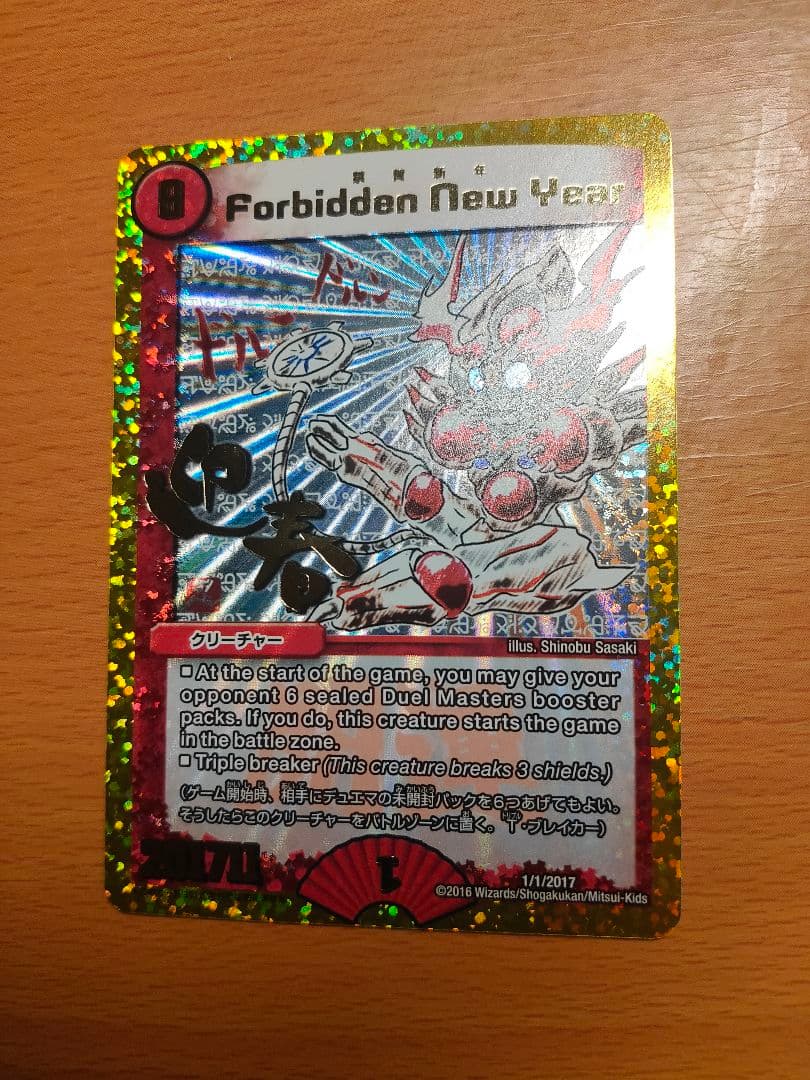 禁賀新年
8 Forbidden New Year
ドルン
ドルン
迎春
クリーチャー
illus. Shinobu Sasaki
■ At the start of the game, you may give your
opponent 6 sealed Duel Masters booster
packs. If you do, this creature starts the game
in the battle zone.
■ Triple breaker (This creature breaks 3 shields.)
(ゲーム開始時、相手にデュエマの未開封パックを6つあげてもよい。
そうしたらこのクリーチャーをバトルゾーンに置く。T・ブレイカー)
201711
1
1/1/2017
©2016 Wizards/Shogakukan/Mitsui-Kids